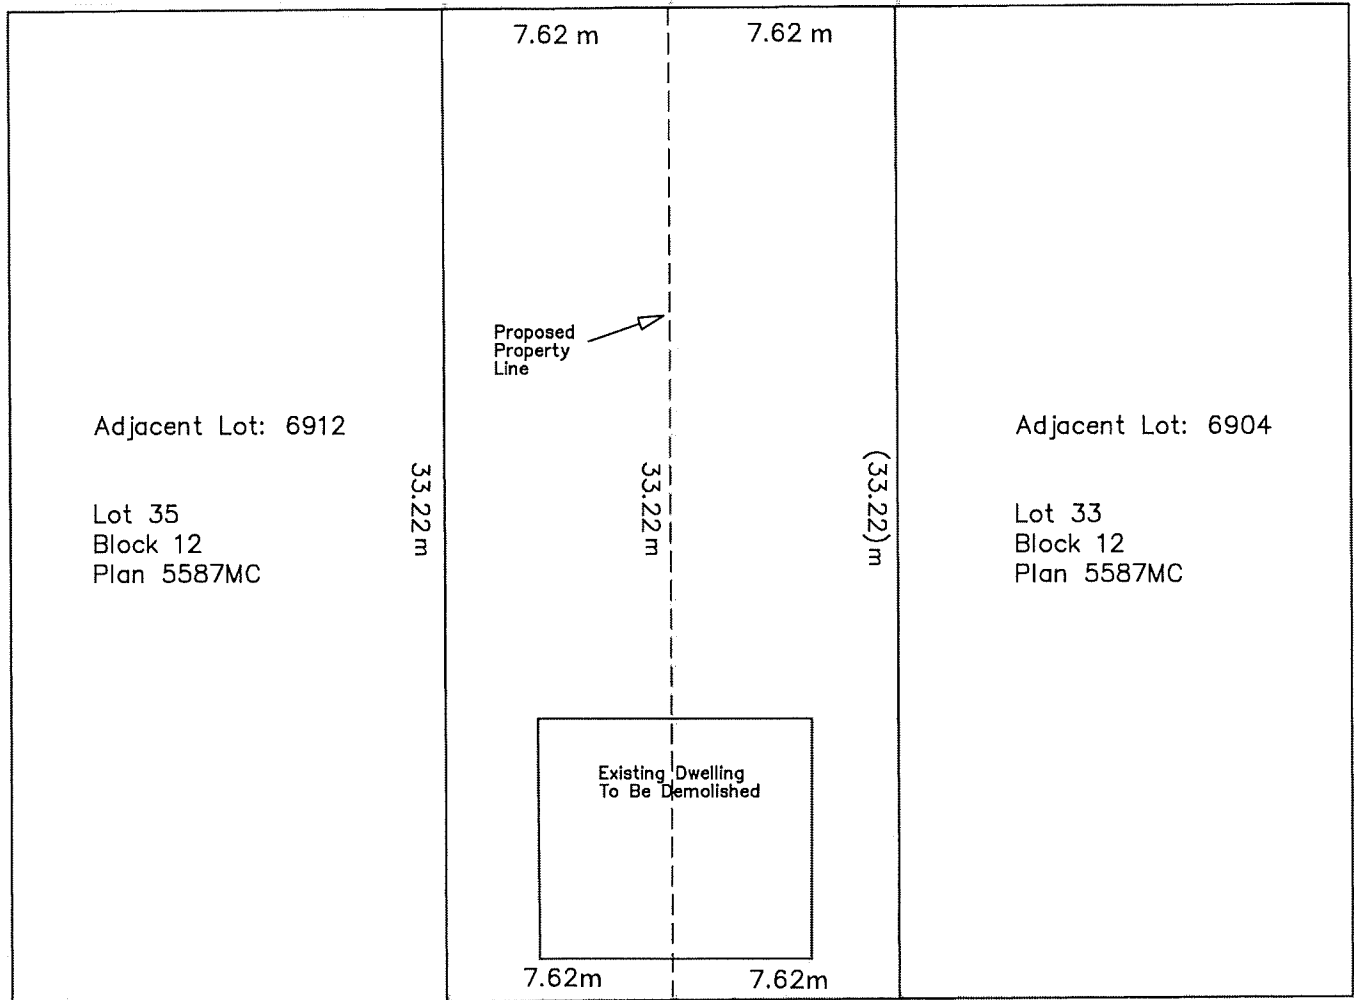 7.62 m
7.62 m
Proposed
Property
Line
Adjacent Lot: 6912
Lot 35
Block 12
Plan 5587MC
33.22m
33.22m
(33.22)m
Adjacent Lot: 6904
Lot 33
Block 12
Plan 5587MC
Existing Dwelling
To Be Demolished
7.62m
7.62m